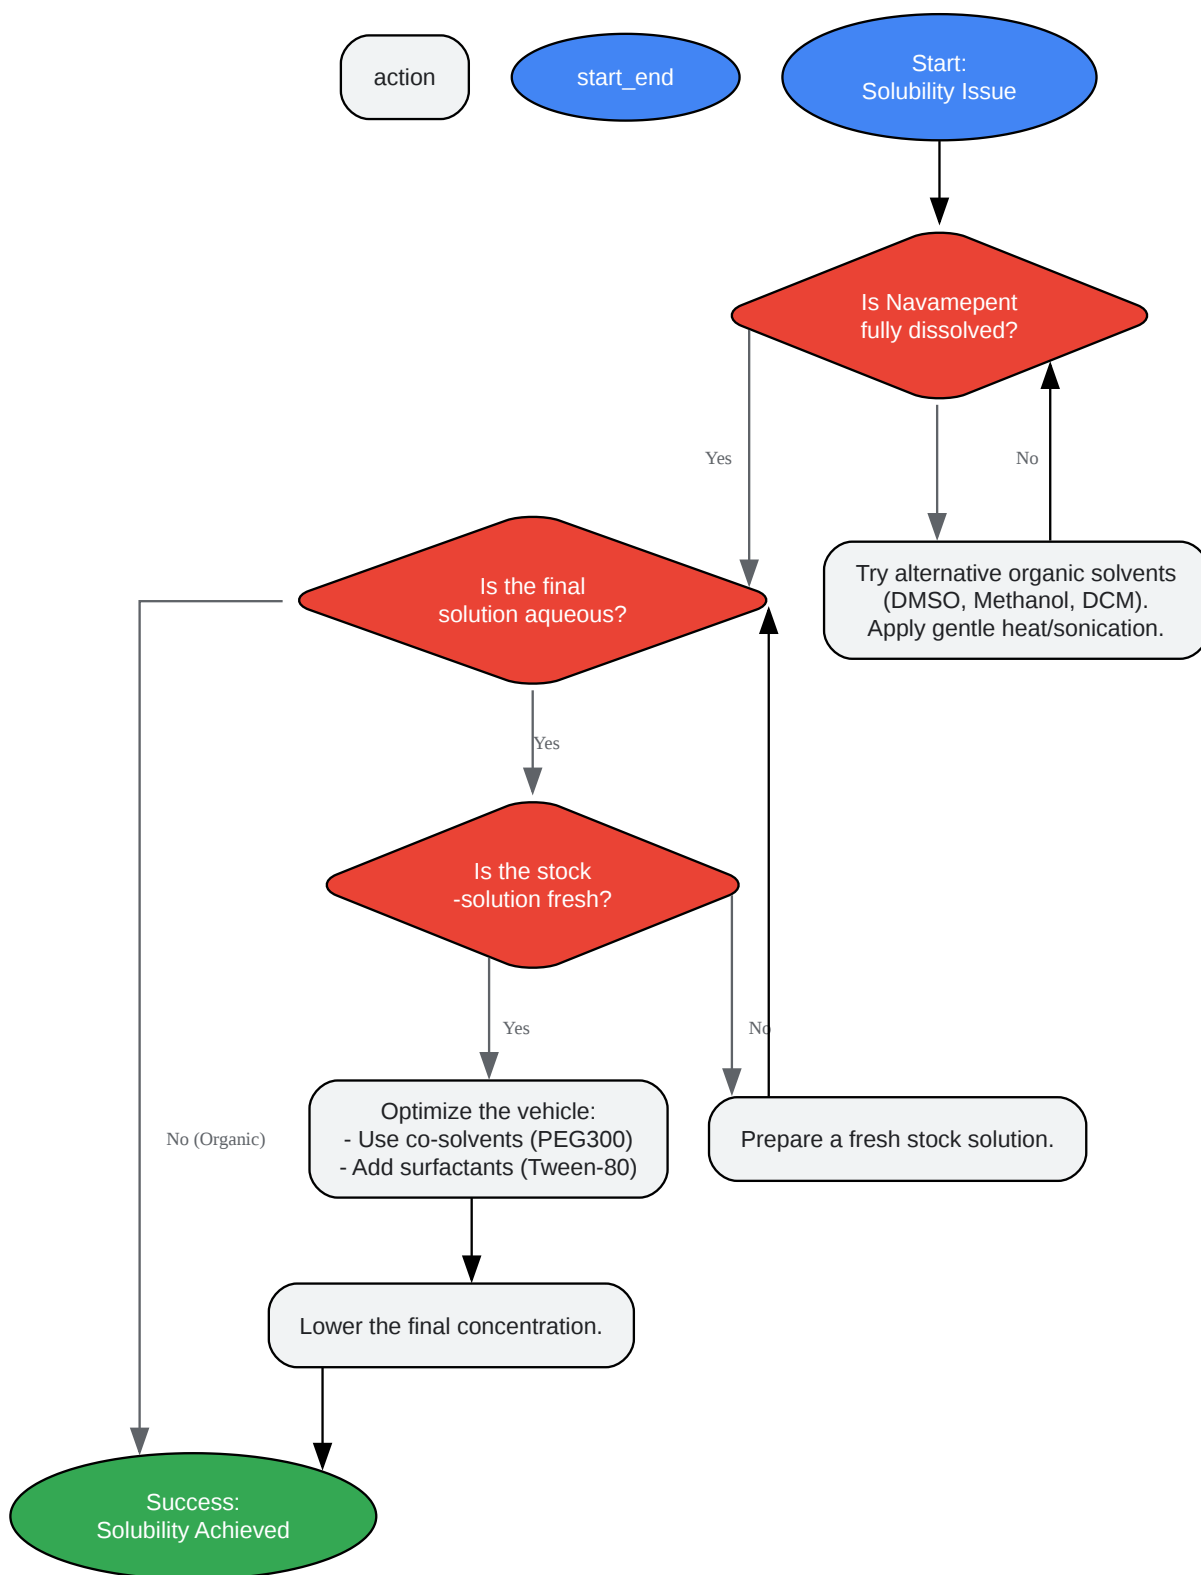 action
start_end
Start:
Solubility Issue
Is Navamepent
fully dissolved?
Yes
No
Try alternative organic solvents
(DMSO, Methanol, DCM).
Apply gentle heat/sonication.
Is the final
solution aqueous?
Yes
Is the stock
-solution fresh?
Yes
No
No (Organic)
Optimize the vehicle:
- Use co-solvents (PEG300)
- Add surfactants (Tween-80)
Prepare a fresh stock solution.
Lower the final concentration.
Success:
Solubility Achieved